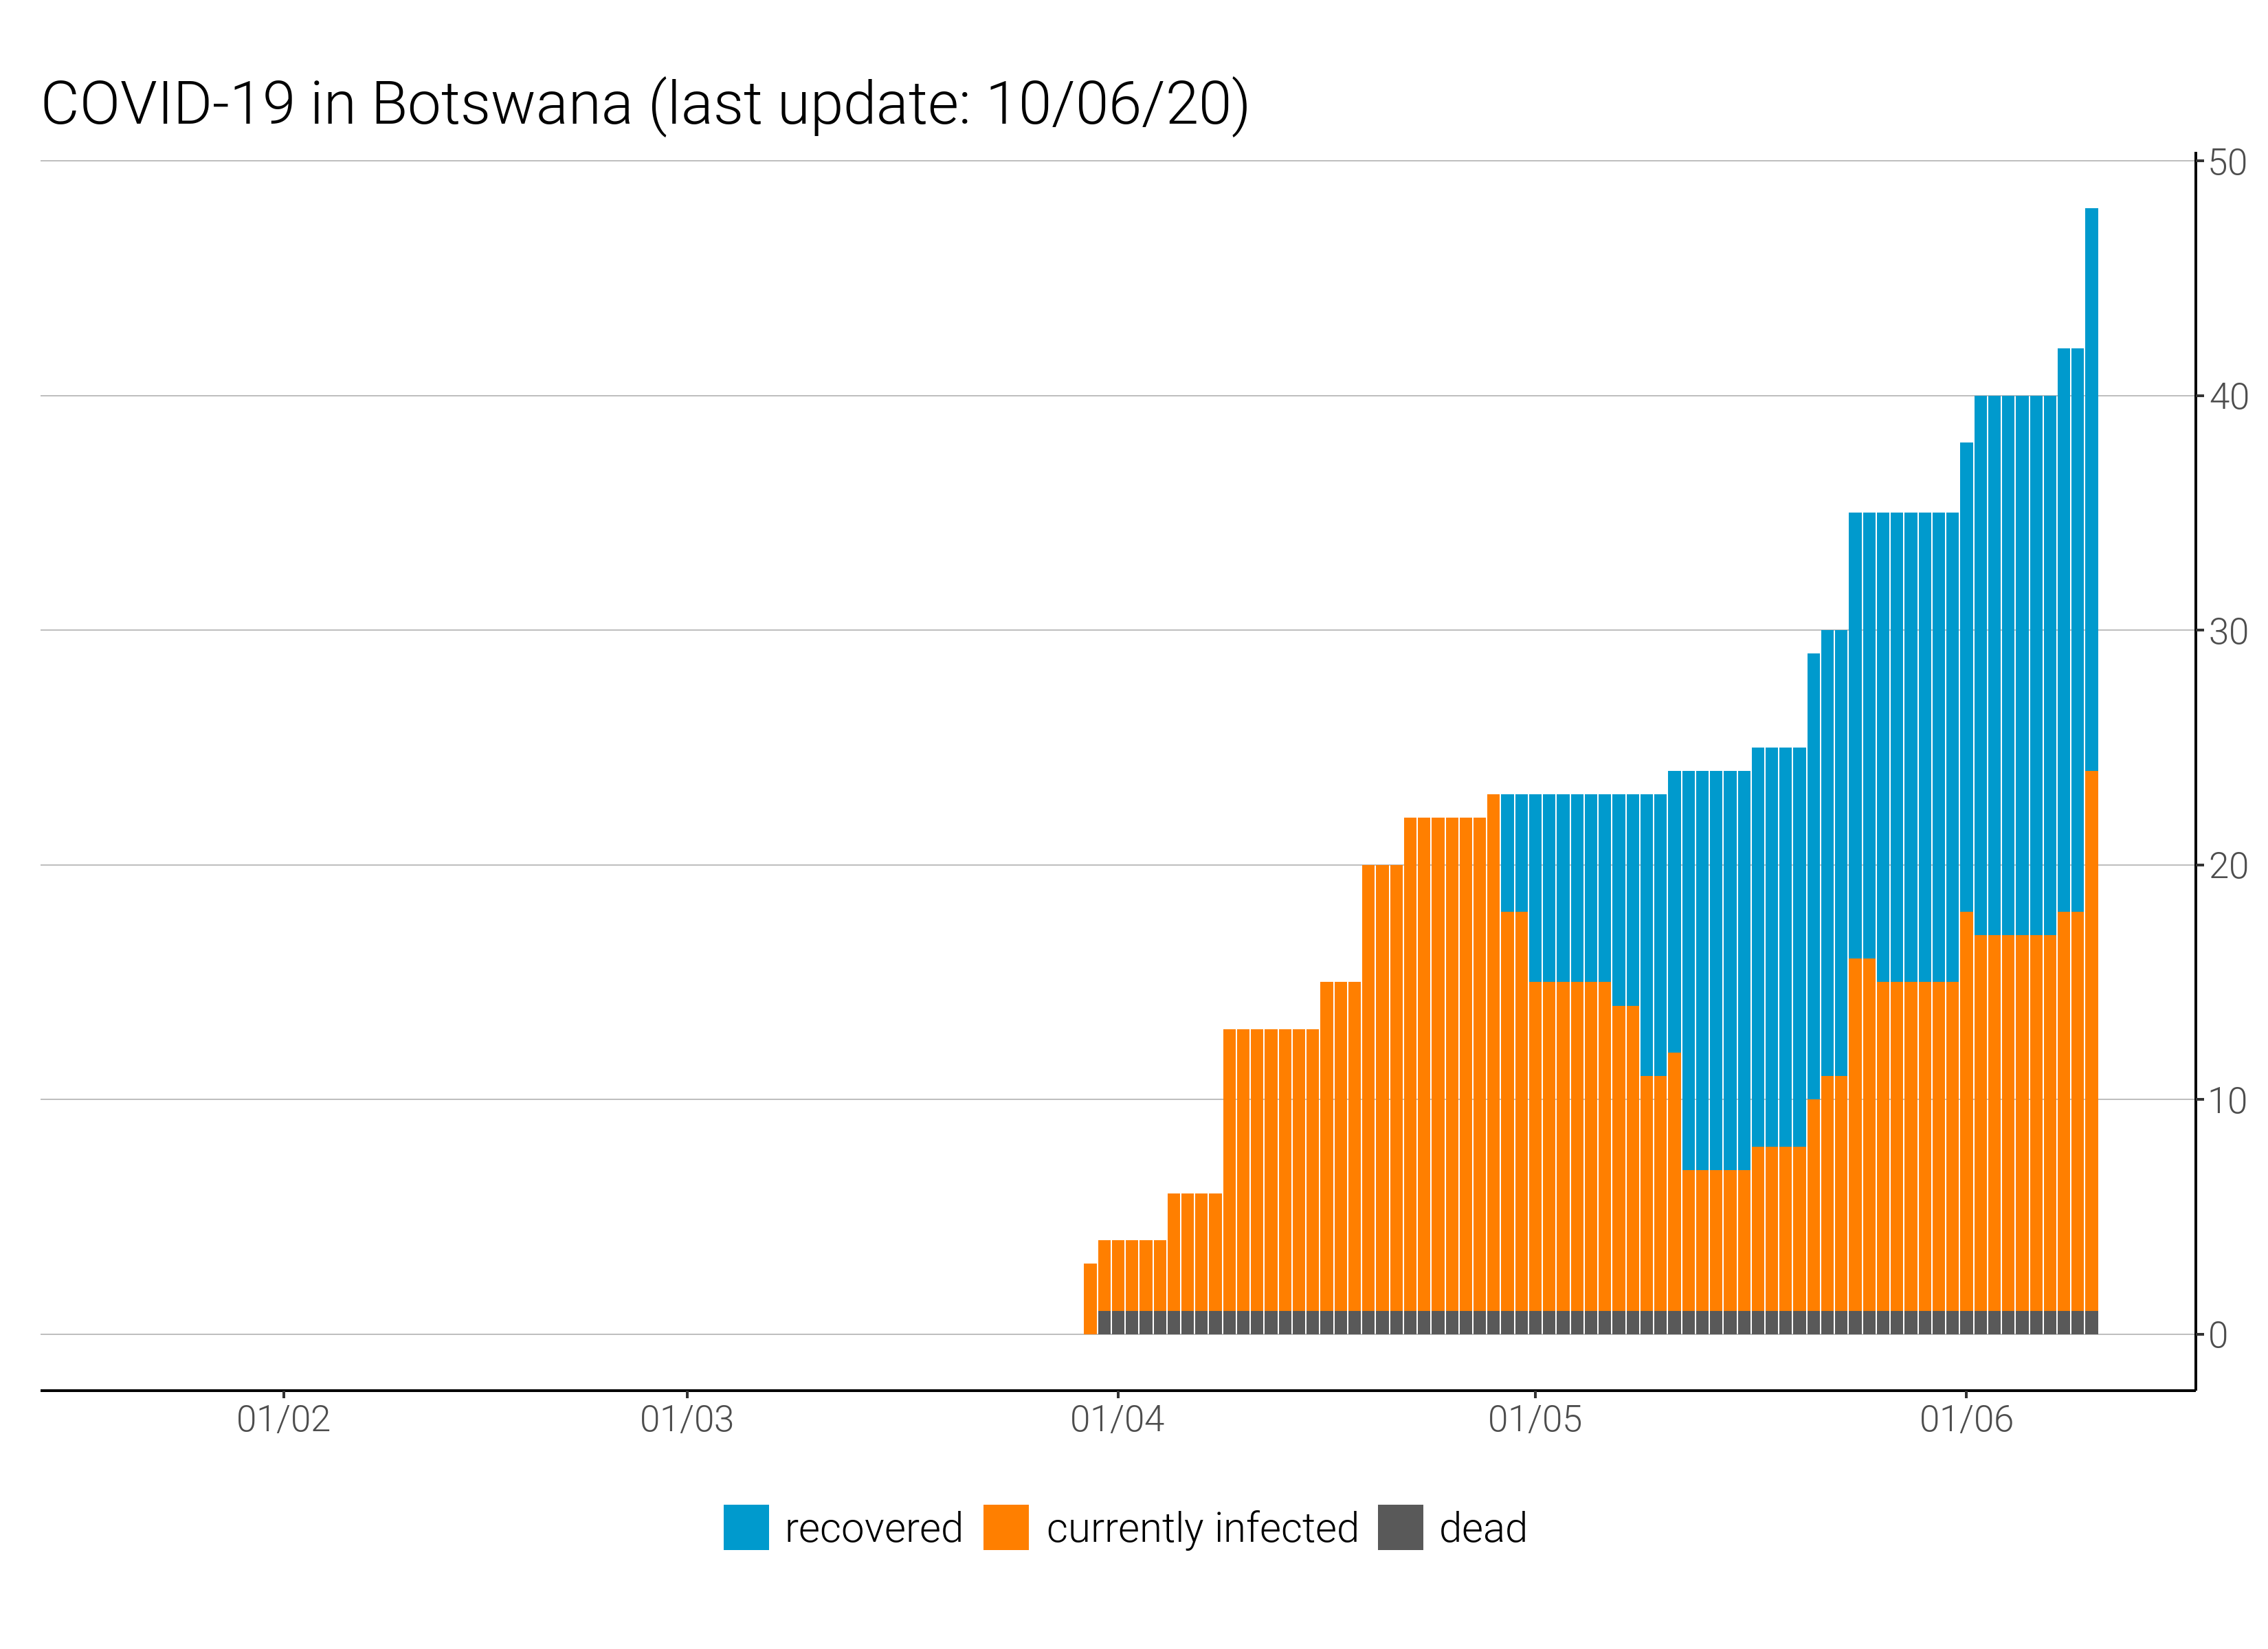 COVID-19 in Botswana (last update: 10/06/20)
50
40
30
20
10
0
01/02 01/03 01/04 01/05 01/06
recovered currently infected dead